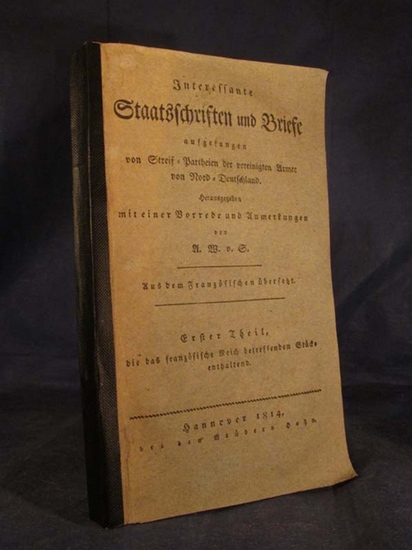 Interessante
Staatsschriften und Briefe
aufgefangen
von Streif-Partheien der vereinigten Armee
von Nord-Deutschland.
Herausgegeben
mit einer Vorrede und Anmerkungen
von
A. W. v. S.
Aus dem Französischen übersetzt.
Erster Theil,
die das französische Reich betreffenden Stücke
enthaltend.
Hannover 1814,
bey den Brüdern Hahn.